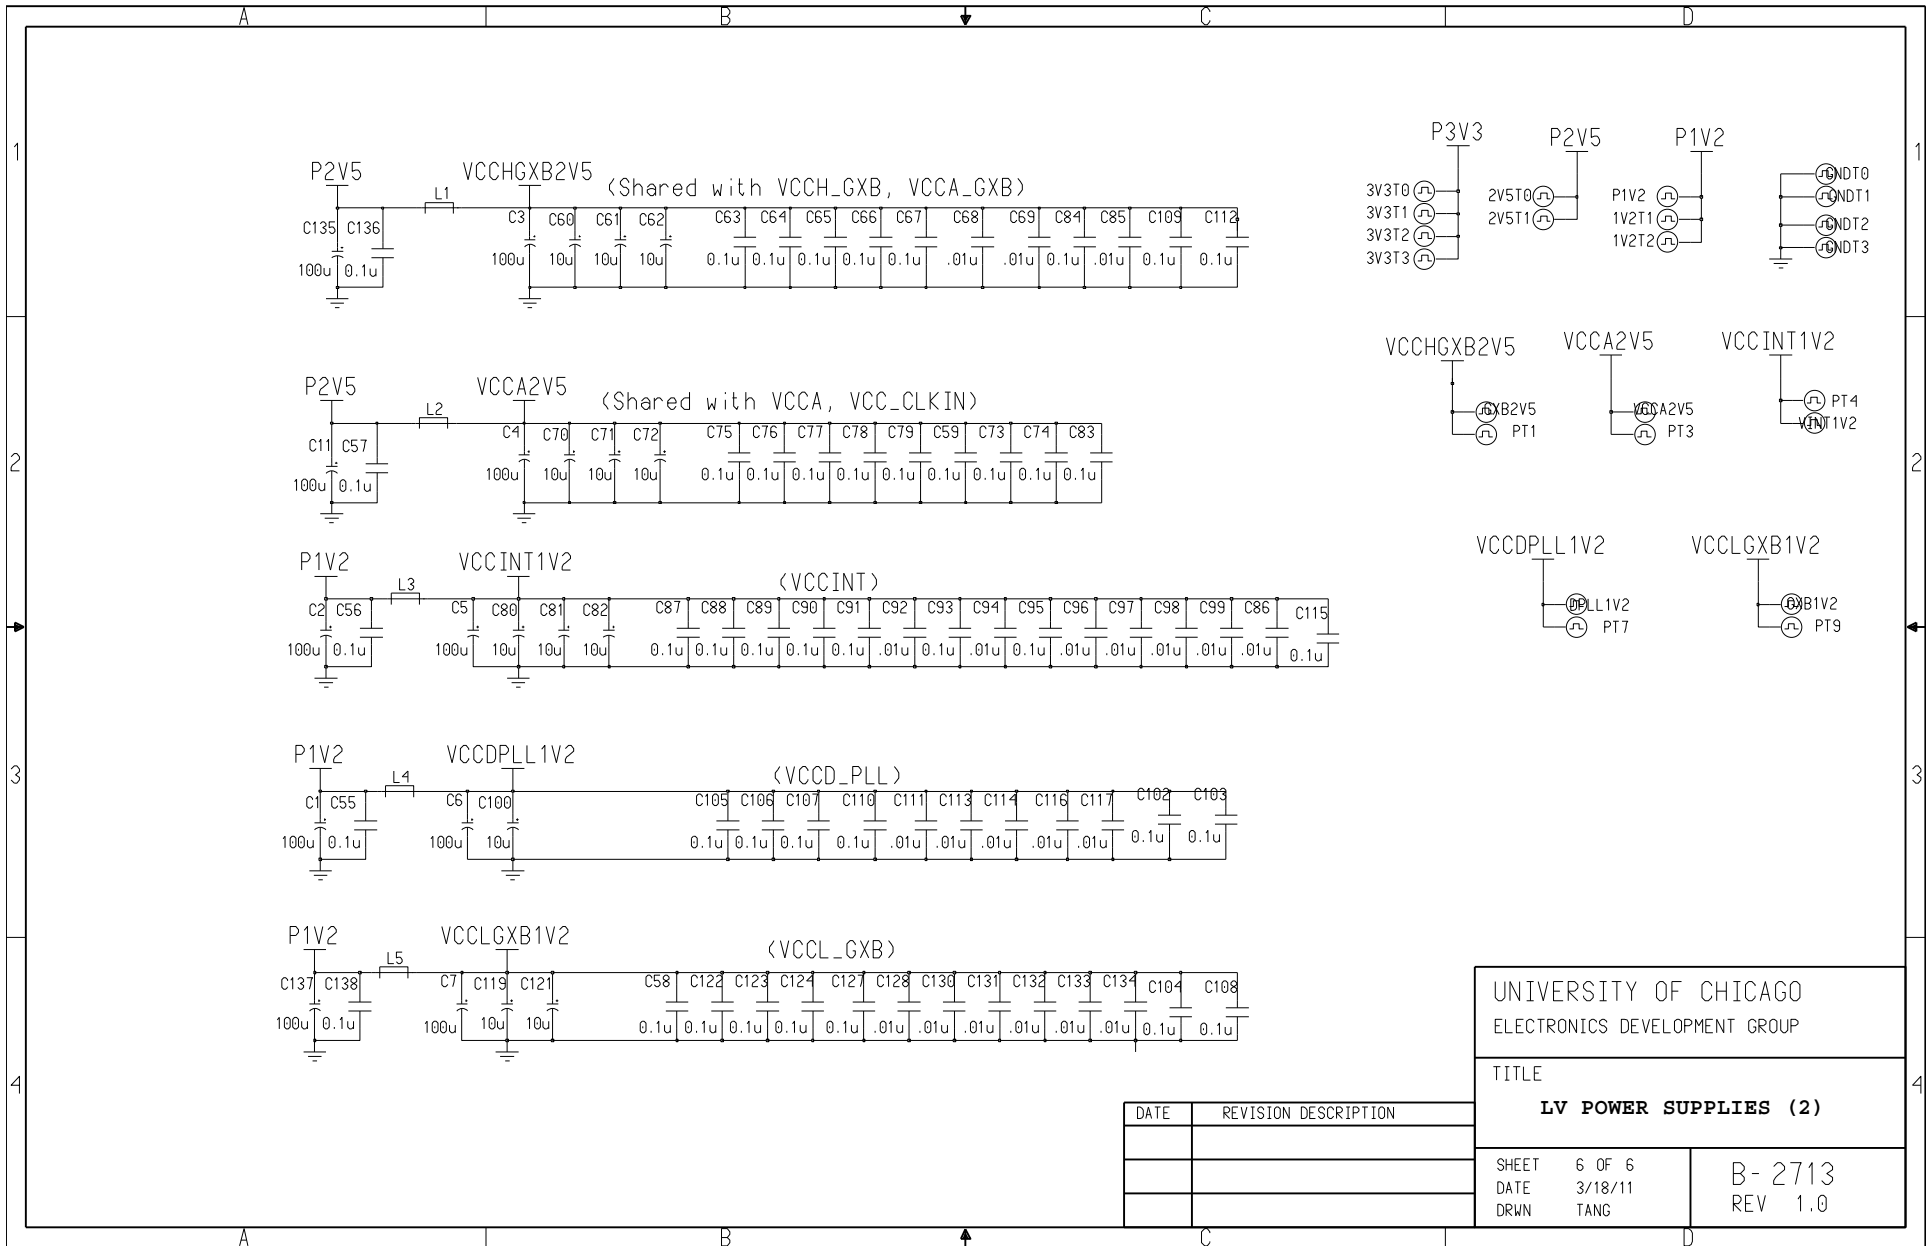 A B C D
1 1
P2V5 VCCHGXB2V5 (Shared with VCCH_GXB, VCCA_GXB)
L1
C135 C136 C3 C60 C61 C62 C63 C64 C65 C66 C67 C68 C69 C84 C85 C109 C112
100u 0.1u 100u 10u 10u 10u 0.1u 0.1u 0.1u 0.1u 0.1u .01u .01u 0.1u .01u 0.1u 0.1u
P3V3 P2V5 P1V2
3V3T0 2V5T0 P1V2 GNDT0
3V3T1 2V5T1 1V2T1 GNDT1
3V3T2 1V2T2 GNDT2
3V3T3 GNDT3
2 2
P2V5 VCCA2V5 (Shared with VCCA, VCC_CLKIN)
L2
C11 C57 C4 C70 C71 C72 C75 C76 C77 C78 C79 C59 C73 C74 C83
100u 0.1u 100u 10u 10u 10u 0.1u 0.1u 0.1u 0.1u 0.1u 0.1u 0.1u 0.1u 0.1u
VCCHGXB2V5 VCCA2V5 VCCINT1V2
GXB2V5 VCCA2V5 PT4
PT1 PT3 VINT1V2
P1V2 VCCINT1V2 (VCCINT)
L3
C2 C56 C5 C80 C81 C82 C87 C88 C89 C90 C91 C92 C93 C94 C95 C96 C97 C98 C99 C86 C115
100u 0.1u 100u 10u 10u 10u 0.1u 0.1u 0.1u 0.1u 0.1u .01u 0.1u .01u .01u .01u .01u .01u .01u .01u 0.1u
VCCDPLL1V2 VCCLGXB1V2
DPLL1V2 GXB1V2
PT7 PT9
3 3
P1V2 VCCDPLL1V2 (VCCD_PLL)
L4
C1 C55 C6 C100 C105 C106 C107 C110 C111 C113 C114 C116 C117 C102 C103
100u 0.1u 100u 10u 0.1u 0.1u 0.1u 0.1u .01u .01u .01u .01u .01u 0.1u 0.1u
P1V2 VCCLGXB1V2 (VCCL_GXB)
L5
C137 C138 C7 C119 C121 C58 C122 C123 C124 C127 C128 C130 C131 C132 C133 C134 C104 C108
100u 0.1u 100u 10u 10u 0.1u 0.1u 0.1u 0.1u 0.1u .01u .01u .01u .01u .01u .01u 0.1u 0.1u
4 4
UNIVERSITY OF CHICAGO
ELECTRONICS DEVELOPMENT GROUP
TITLE
LV POWER SUPPLIES (2)
DATE REVISION DESCRIPTION
SHEET 6 OF 6
DATE 3/18/11
DRWN TANG
B-2713
REV 1.0
A B C D